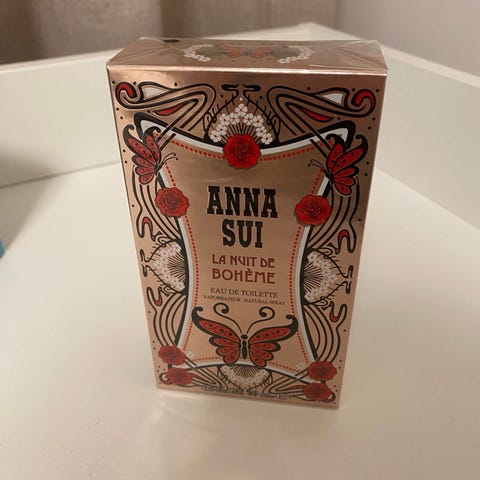 ANNA
SUI
LA NUIT DE
BOHÈME
EAU DE TOILETTE
VAPORISATEUR NATURAL SPRAY